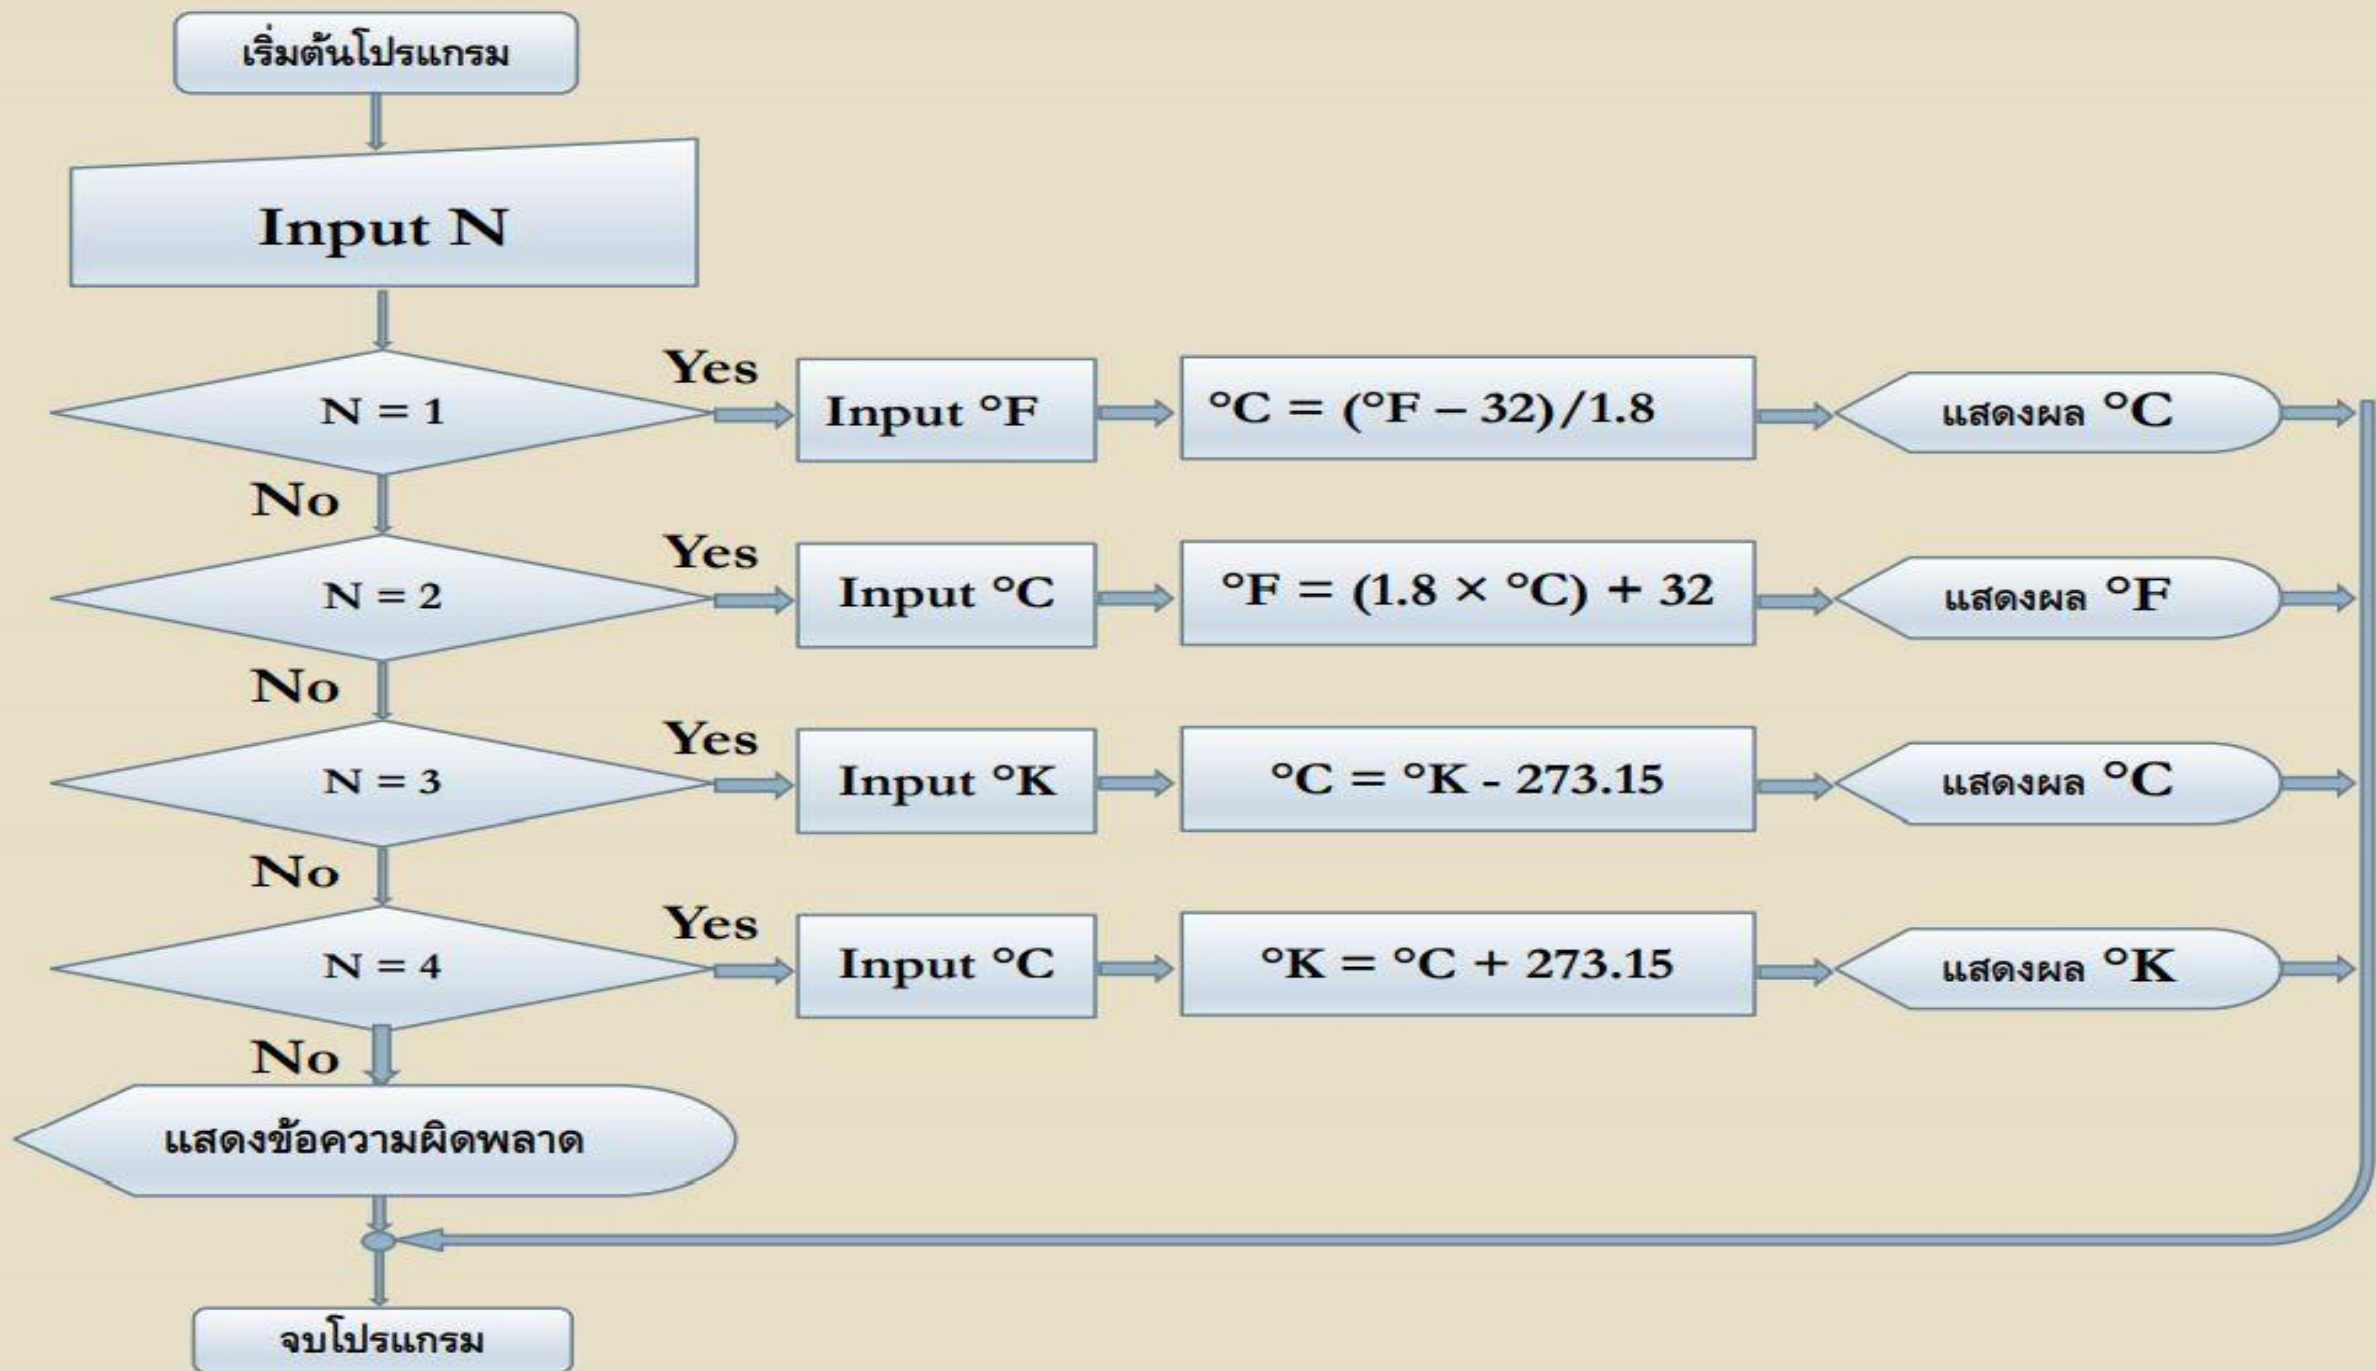 เริ่มต้นโปรแกรม
Input N
N = 1
Yes
Input °F
°C = (°F – 32)/1.8
แสดงผล °C
No
N = 2
Yes
Input °C
°F = (1.8 × °C) + 32
แสดงผล °F
No
N = 3
Yes
Input °K
°C = °K - 273.15
แสดงผล °C
No
N = 4
Yes
Input °C
°K = °C + 273.15
แสดงผล °K
No
แสดงข้อความผิดพลาด
จบโปรแกรม